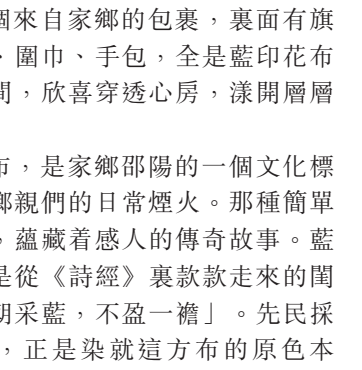 個來自家鄉的包裹，裏面有旗
、圍巾、手包，全是藍印花布
間，欣喜穿透心房，漾開層層
布，是家鄉邵陽的一個文化標
鄉親們的日常煙火。那種簡單
，蘊藏着感人的傳奇故事。藍
是從《詩經》裏款款走來的閨
朝采藍，不盈一襜」。先民採
，正是染就這方布的原色本